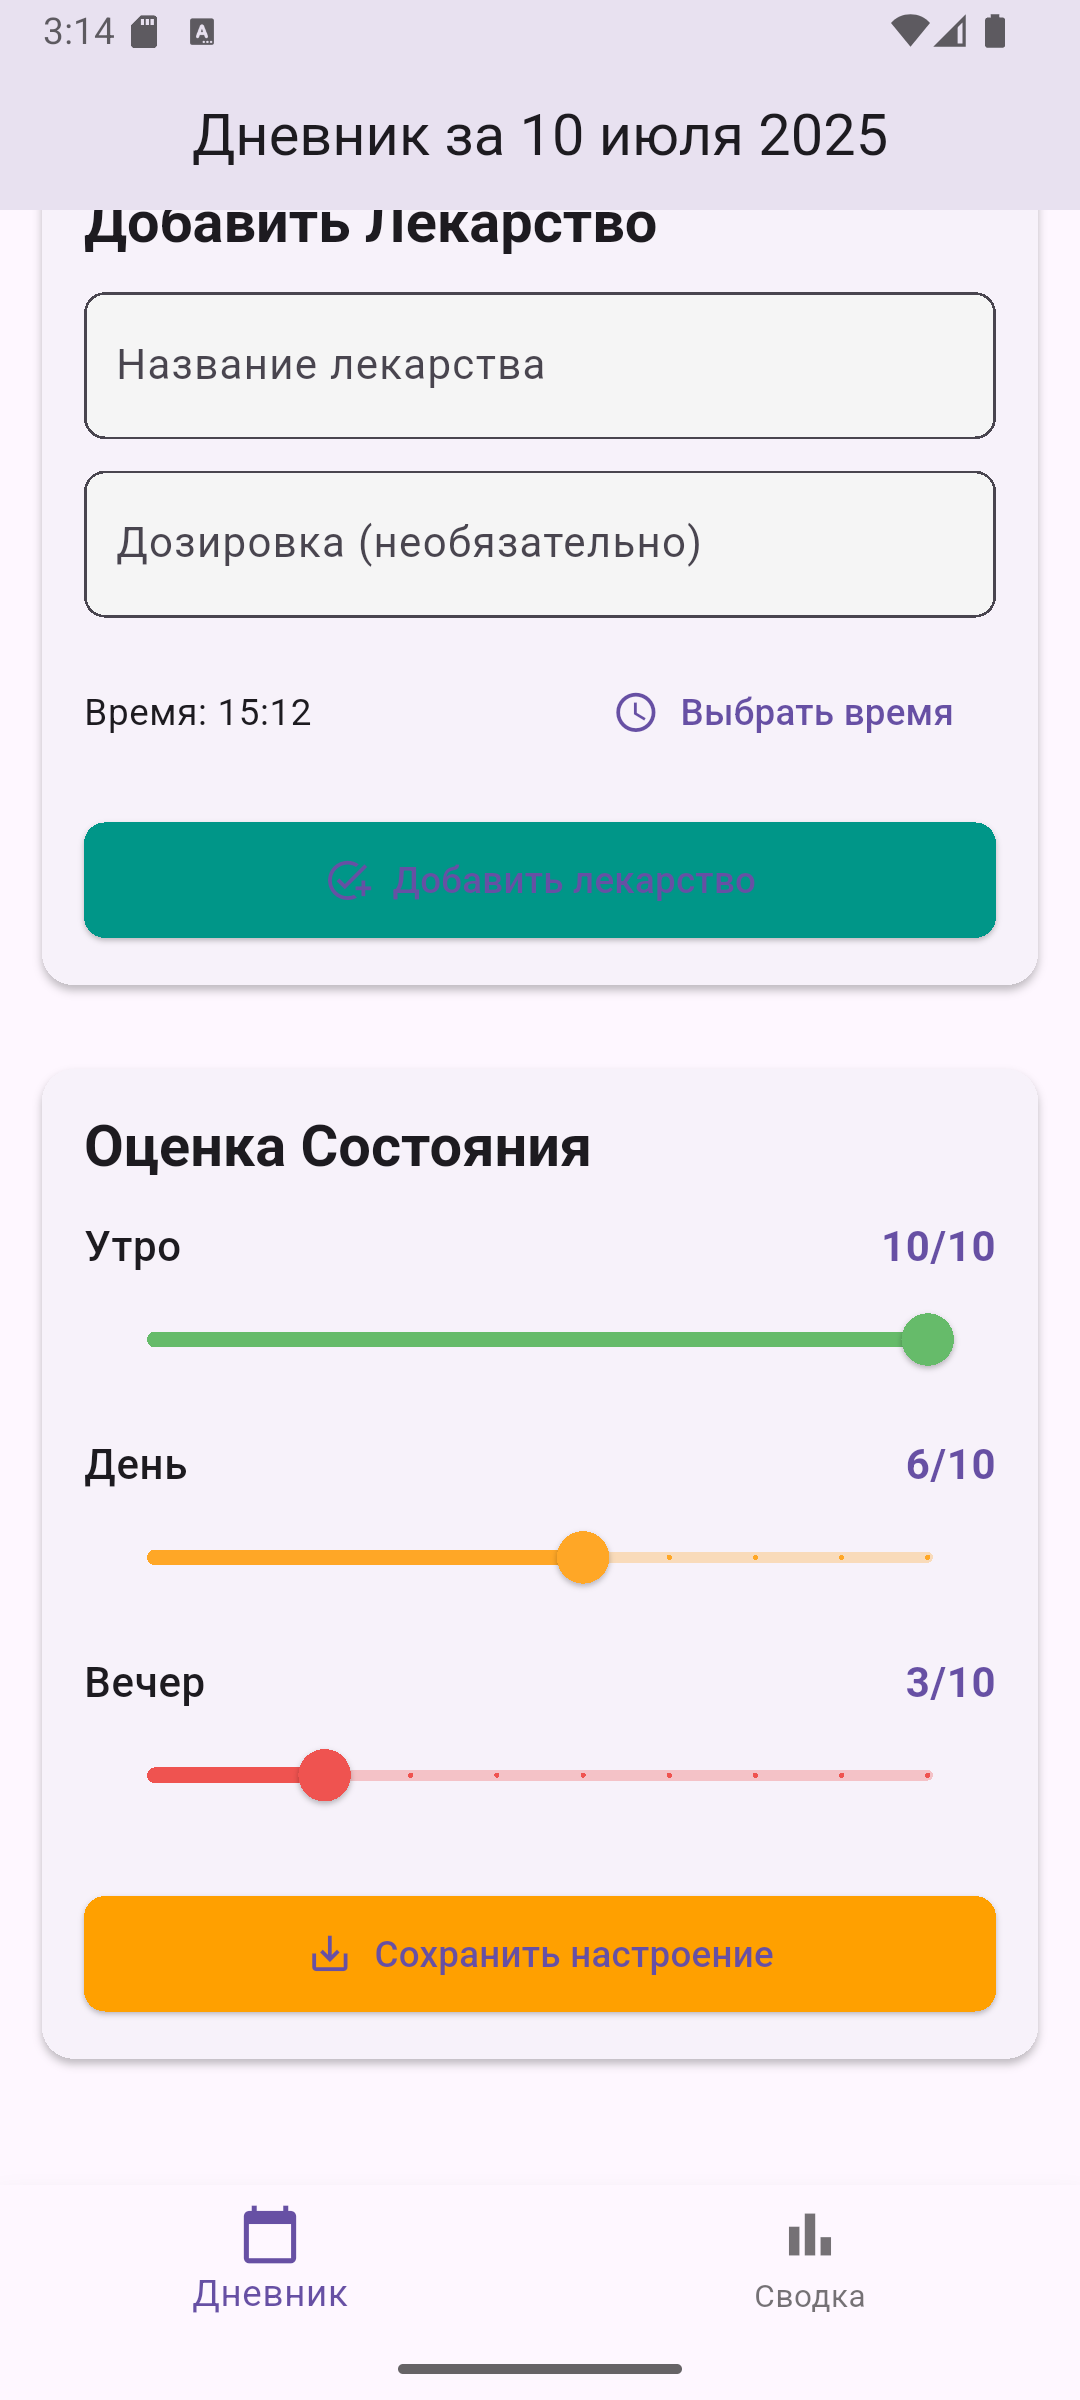 3:14
Дневник за 10 июля 2025
Добавить Лекарство
Название лекарства
Дозировка (необязательно)
Время: 15:12
Выбрать время
Добавить лекарство
Оценка Состояния
Утро 10/10
День 6/10
Вечер 3/10
Сохранить настроение
Дневник
Сводка